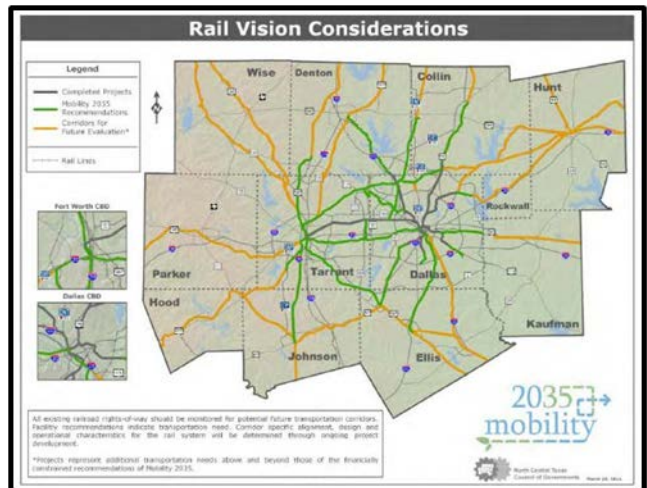 Rail Vision Considerations
Legend
Completed Projects
Mobility 2035
Recommendations
Corridors for
Future Evaluation*
Rail Lines
Fort Worth CBD
Dallas CBD
Wise
Denton
Collin
Hunt
Rockwall
Parker
Tarrant
Dallas
Hood
Johnson
Ellis
Kaufman
All existing railroad rights-of-way should be monitored for potential future transportation corridors.
Facility recommendations indicate transportation need. Corridor specific alignment, design and
operational characteristics for the rail system will be determined through ongoing project
development.
*Projects represent additional transportation needs above and beyond those of the financially
constrained recommendations of Mobility 2035.
2035
mobility
North Central Texas
Council of Governments